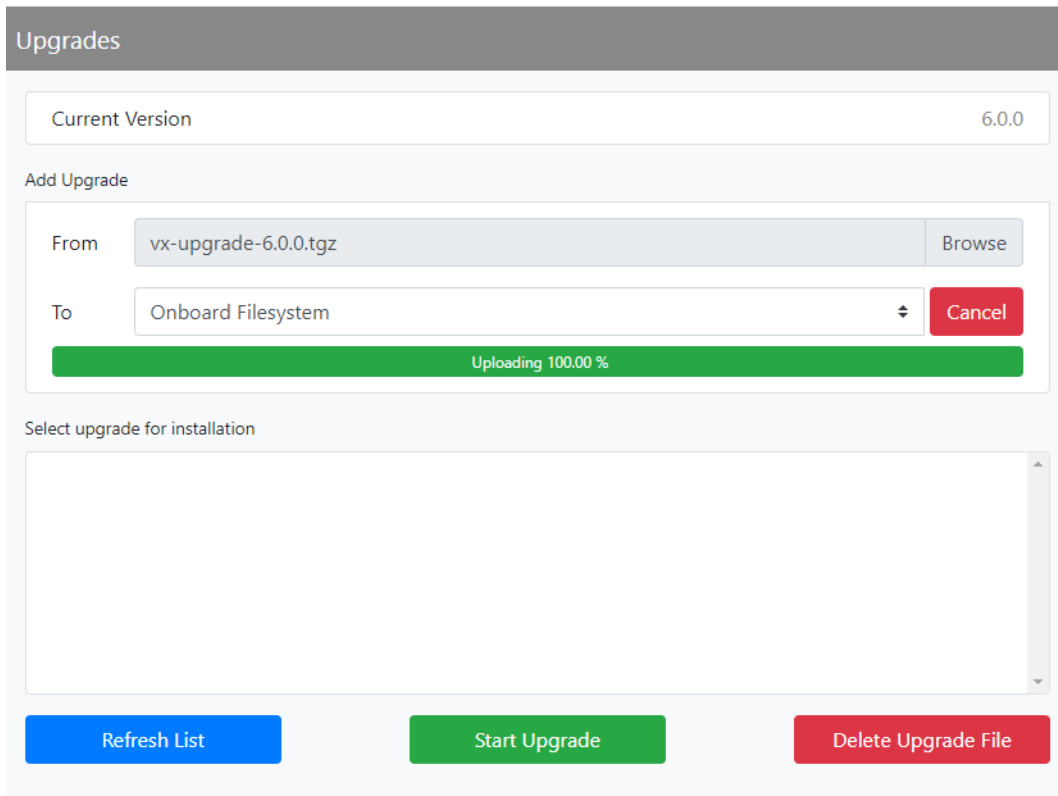 Upgrades
Current Version 6.0.0
Add Upgrade
From vx-upgrade-6.0.0.tgz Browse
To Onboard Filesystem Cancel
Uploading 100.00 %
Select upgrade for installation
Refresh List Start Upgrade Delete Upgrade File